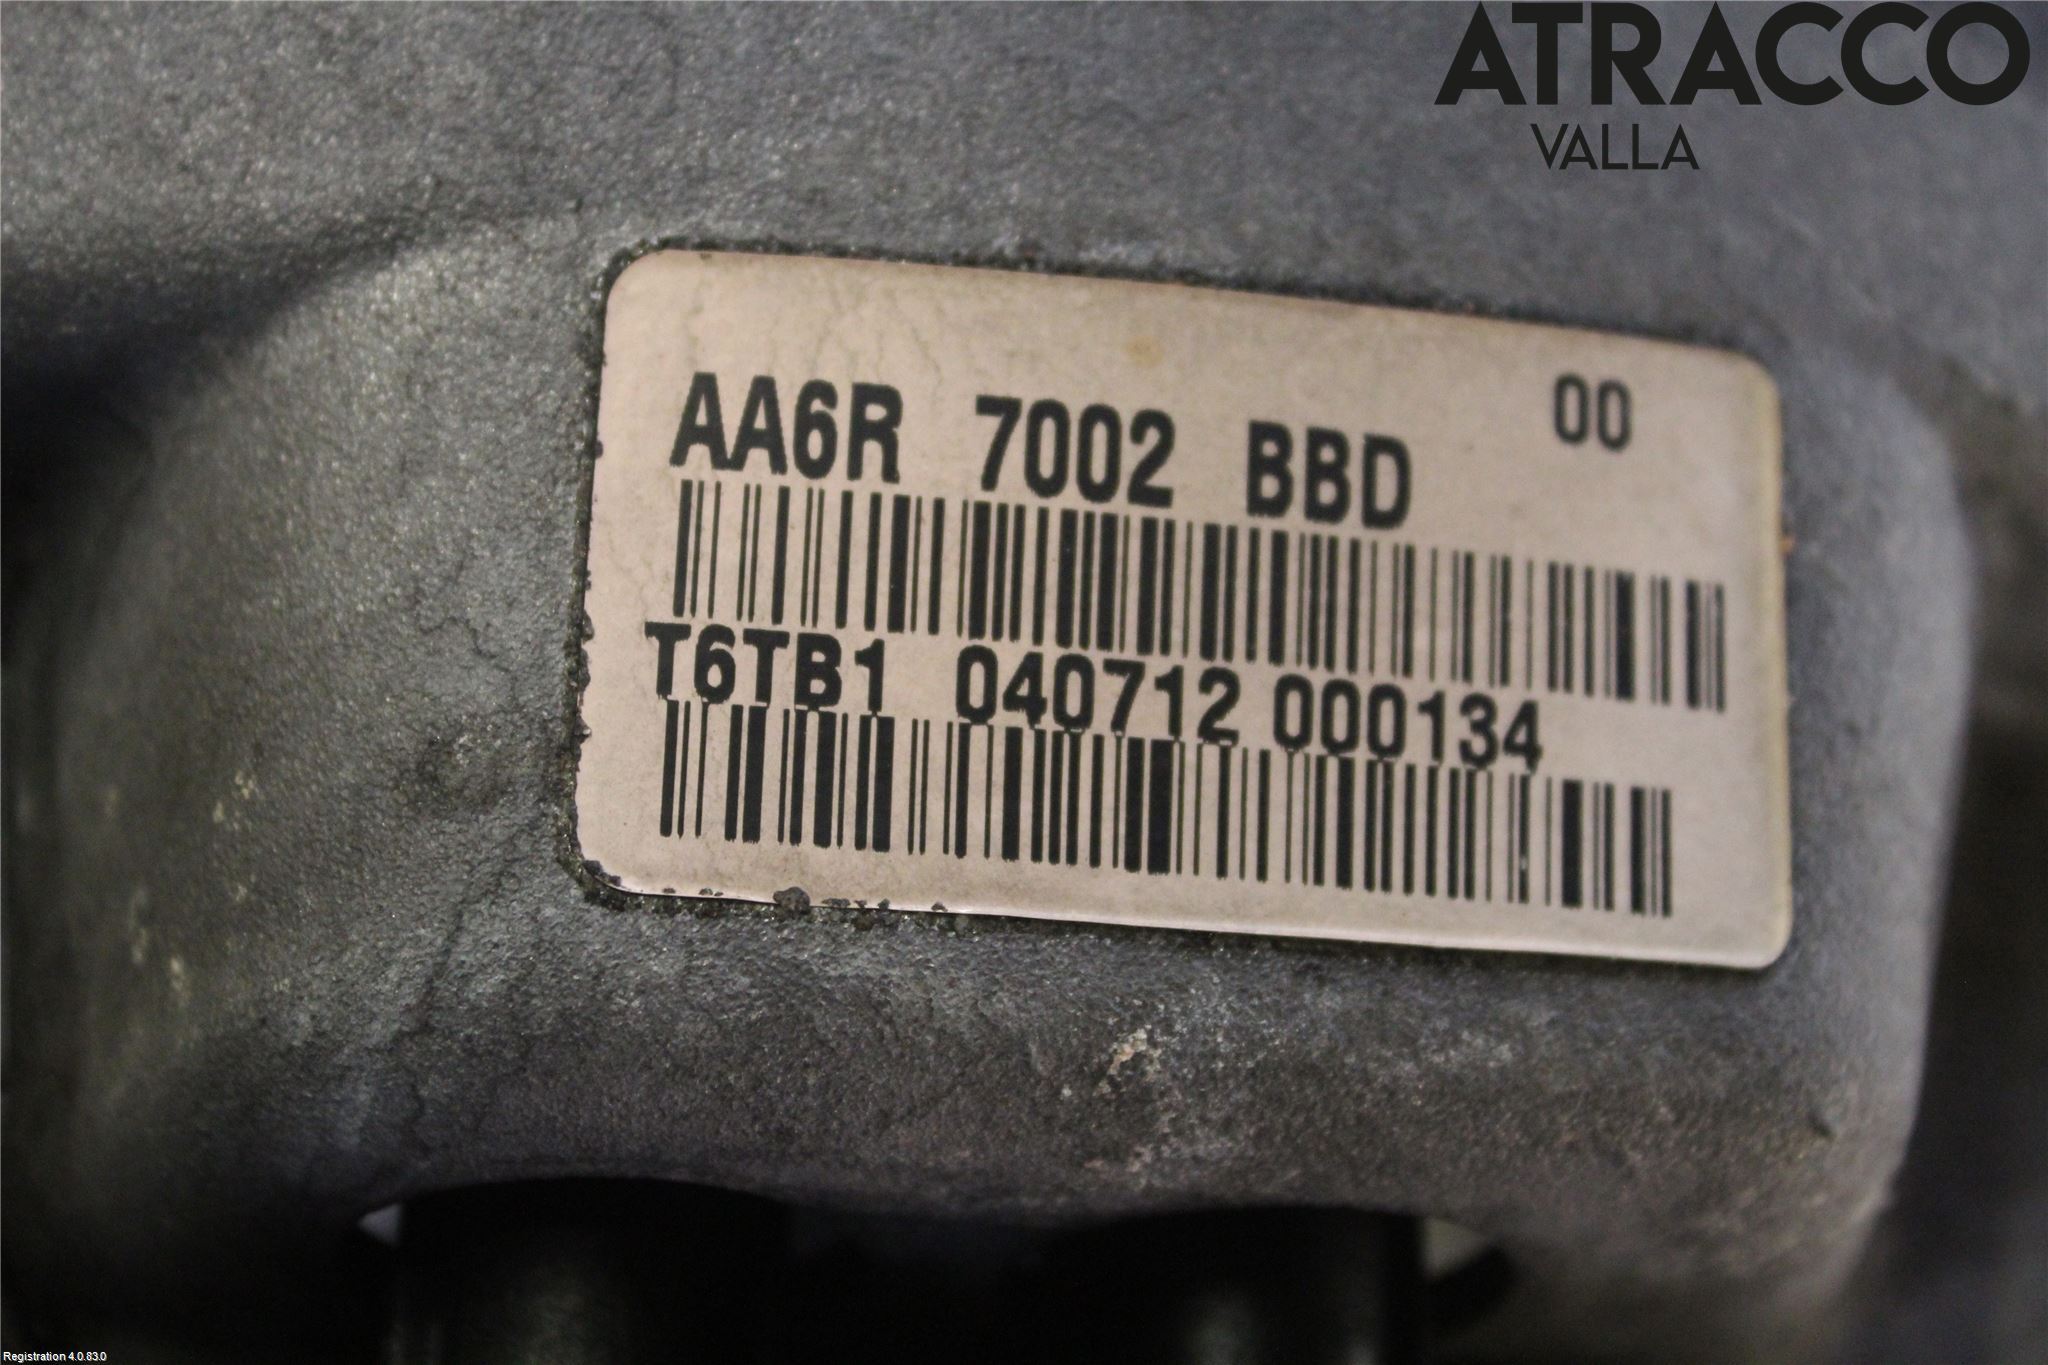 ATRACCO
VALLA
AA6R 7002 BBD 00
T6TB1 040712 000134
Registration 4.0.83.0